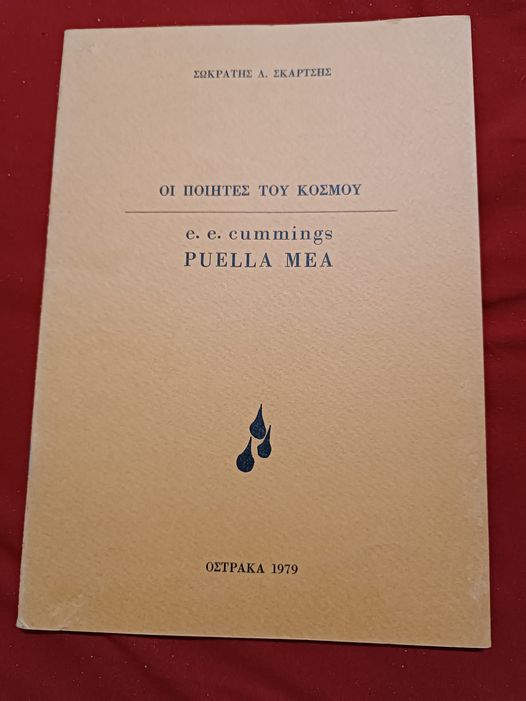 ΣΩΚΡΑΤΗΣ Λ. ΣΚΑΡΤΣΗΣ
ΟΙ ΠΟΙΗΤΕΣ ΤΟΥ ΚΟΣΜΟΥ
e. e. cummings
PUELLA MEA
ΟΣΤΡΑΚΑ 1979